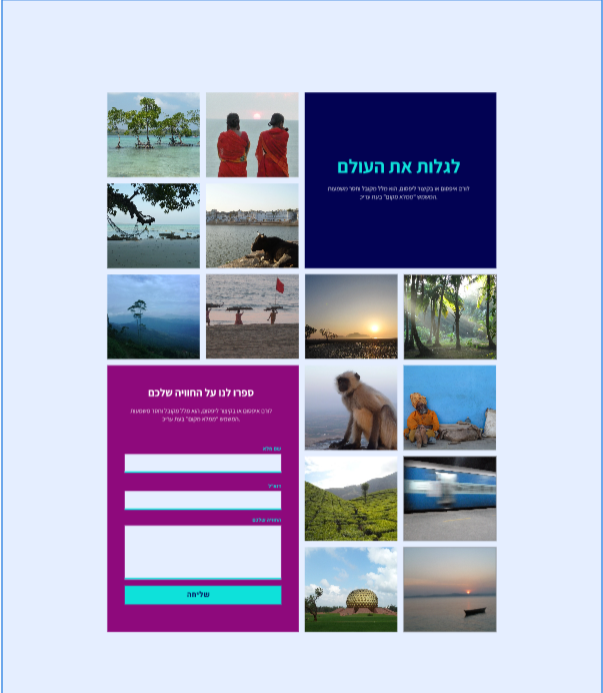 לגלות את העולם
לורם איפסום או בקיצור ליפסום, הוא מלל מקובל וחסר משמעות
המשמש "ממלא מקום" בעת עריכ.
ספרו לנו על החוויה שלכם
לורם איפסום או בקיצור ליפסום, הוא מלל מקובל וחסר משמעות
המשמש "ממלא מקום" בעת עריכ.
שם מלא
דוא״ל
החוויה שלכם
שליחה